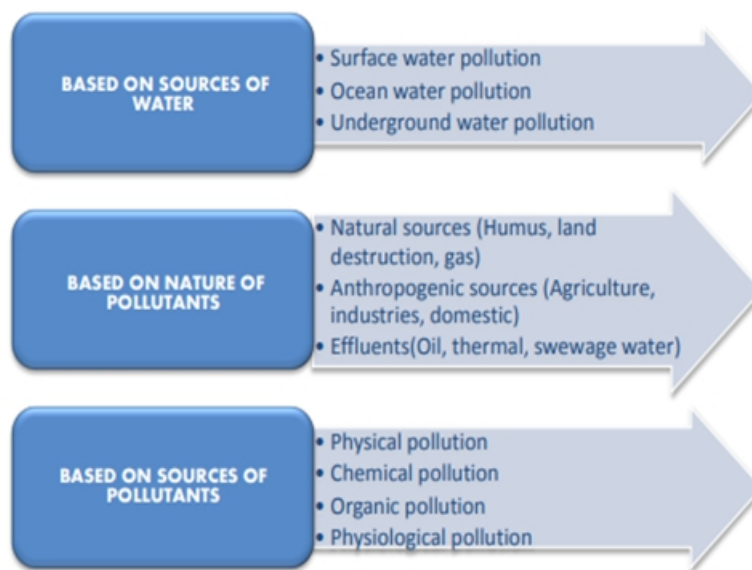 BASED ON SOURCES OF
WATER
• Surface water pollution
• Ocean water pollution
• Underground water pollution
BASED ON NATURE OF
POLLUTANTS
• Natural sources (Humus, land
destruction, gas)
• Anthropogenic sources (Agriculture,
industries, domestic)
• Effluents(Oil, thermal, swewage water)
BASED ON SOURCES OF
POLLUTANTS
• Physical pollution
• Chemical pollution
• Organic pollution
• Physiological pollution